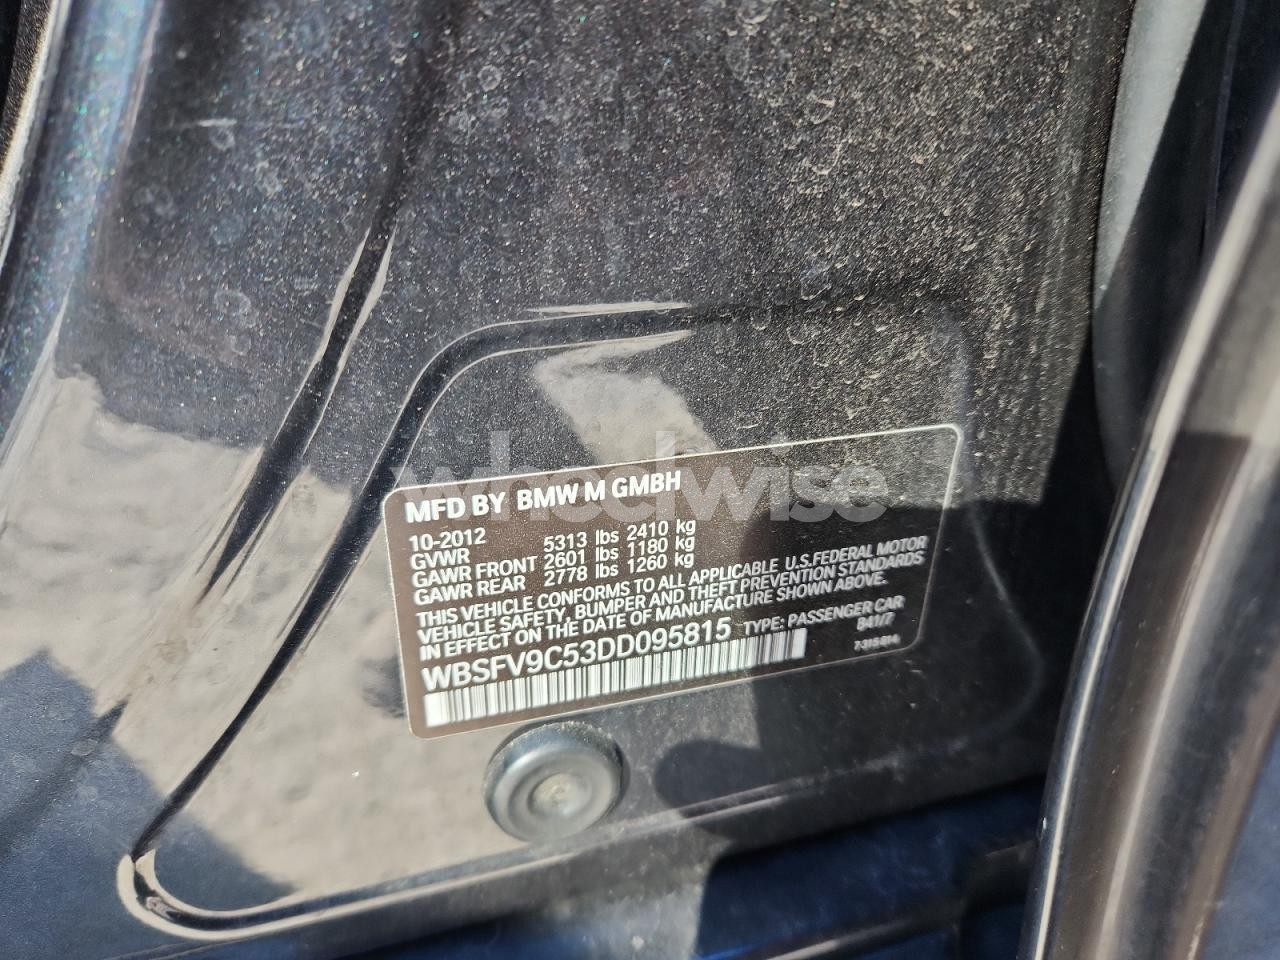 MFD BY BMW M GMBH
10-2012
GVWR 5313 lbs 2410 kg
GAWR FRONT 2601 lbs 1180 kg
GAWR REAR 2778 lbs 1260 kg
THIS VEHICLE CONFORMS TO ALL APPLICABLE U.S.FEDERAL MOTOR
VEHICLE SAFETY, BUMPER AND THEFT PREVENTION STANDARDS
IN EFFECT ON THE DATE OF MANUFACTURE SHOWN ABOVE.
WBSFV9C53DD095815 TYPE: PASSENGER CAR
841/7
wheelwise